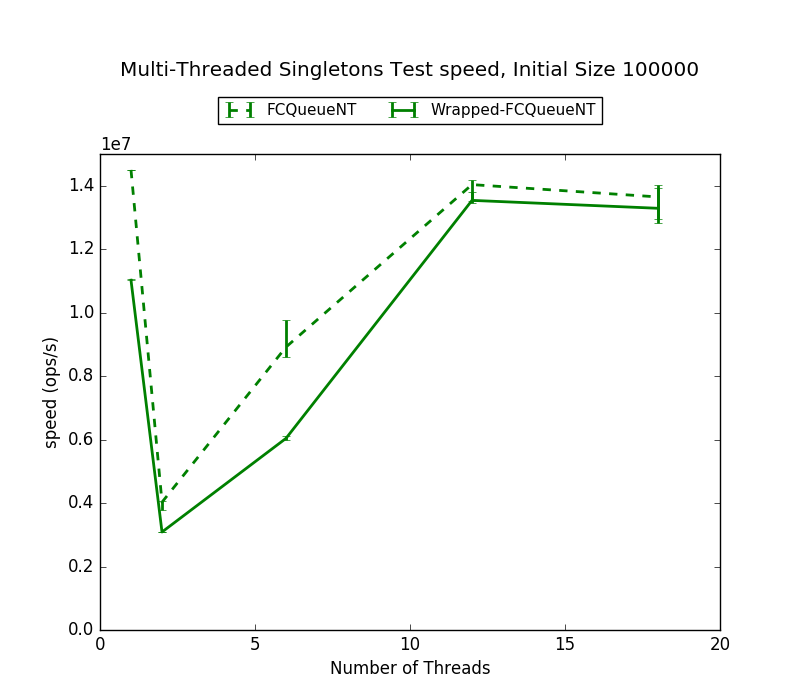 Multi-Threaded Singletons Test speed, Initial Size 100000
FCQueueNT Wrapped-FCQueueNT
1e7
1.4
1.2
1.0
0.8
0.6
0.4
0.2
0.0
speed (ops/s)
0 5 10 15 20
Number of Threads